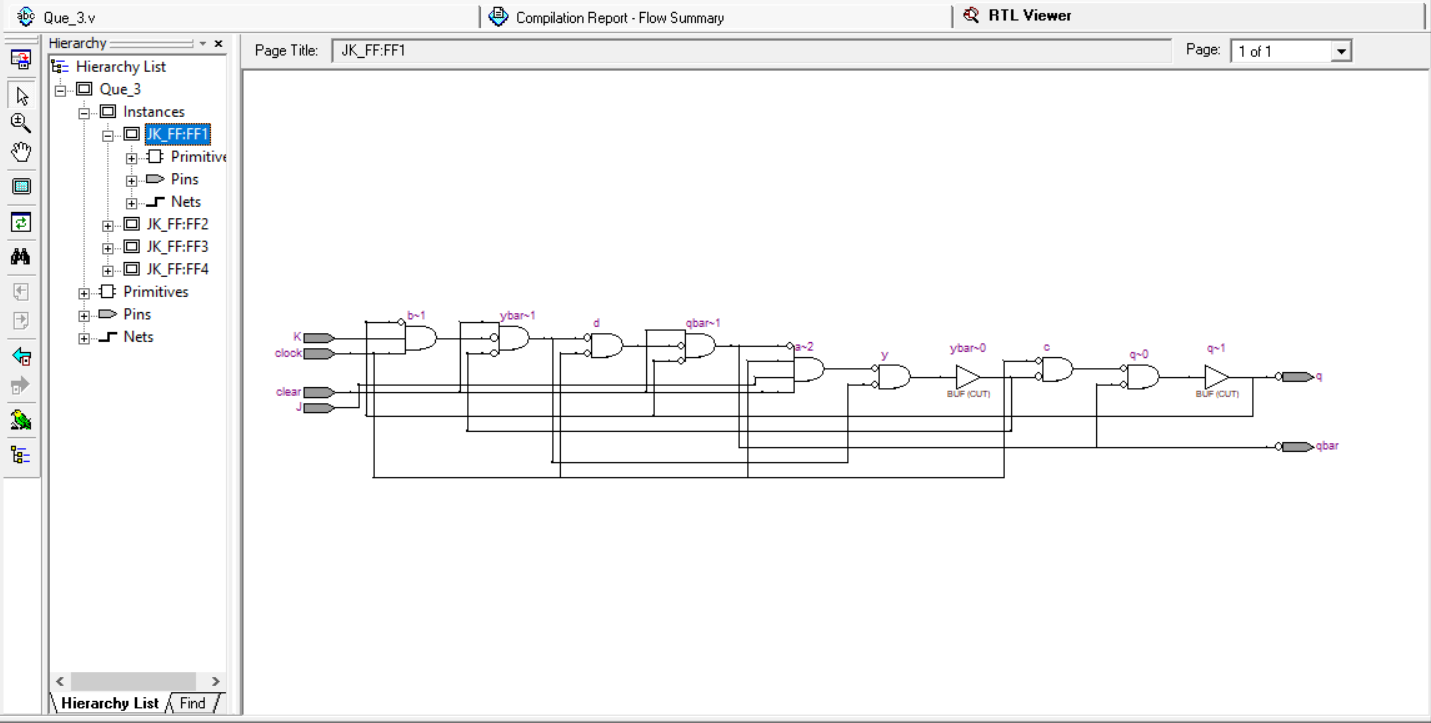 Que_3.v
Compilation Report - Flow Summary
RTL Viewer
Hierarchy
Page Title: JK_FF:FF1
Page: 1 of 1
Hierarchy List
Que_3
Instances
JK_FF:FF1
Primitive
Pins
Nets
JK_FF:FF2
JK_FF:FF3
JK_FF:FF4
Primitives
Pins
Nets
b~1
ybar~1
d
qbar~1
K
clock
clear
J
a~2
y
ybar~0
BUF (CUT)
c
q~0
q~1
BUF (CUT)
q
qbar
Hierarchy List
Find